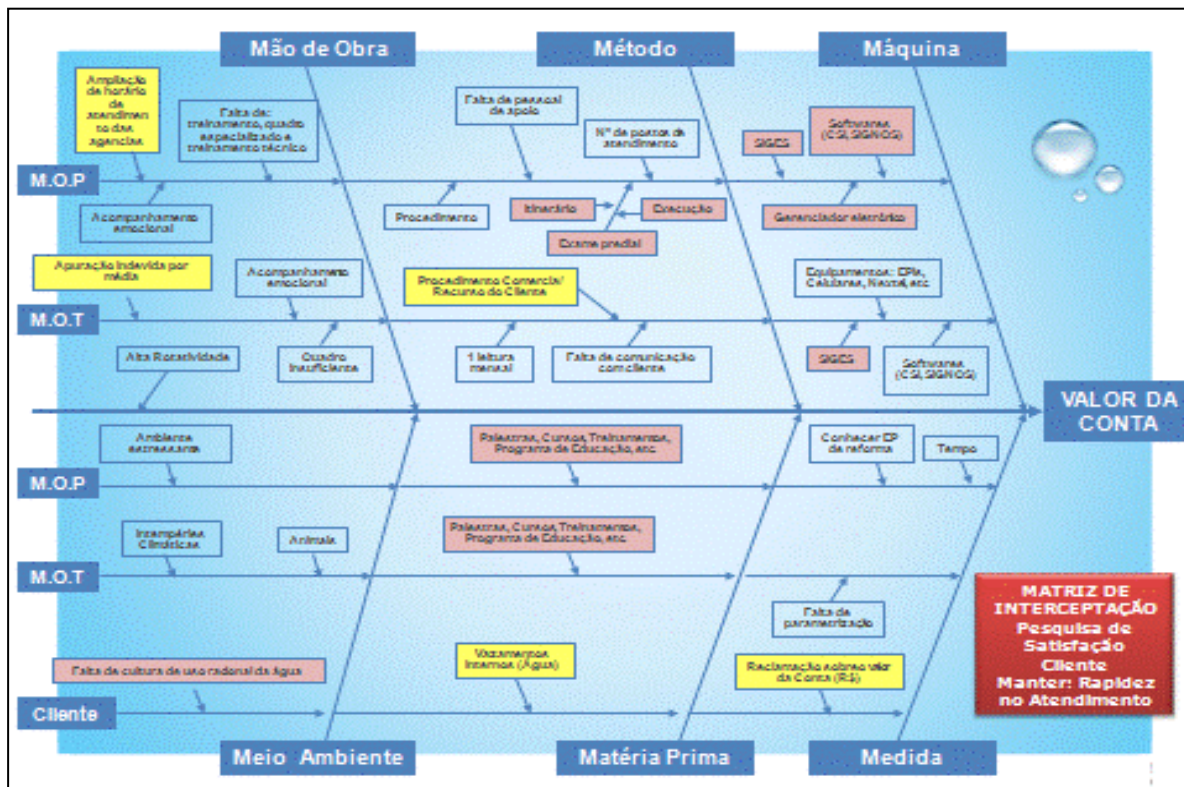 Mão de Obra
Método
Máquina
Ampliação
de horário de
atendimen
to das
agencias
Falta de:
treinamento, quadro
especializado e
treinamento técnico
Falta de pessoal
de apoio
Nº de postos de
atendimento
SIGES
Softwares
(CSI, SIGNOS)
M.O.P
Acompanhamento
emocional
Procedimento
Itinerário
Execução
Exame predial
Gerenciador eletrônico
Apuração indevida por
média
Acompanhamento
emocional
Procedimento Comercial/
Recurso do Cliente
Equipamentos: EPIs,
Celulares, Nextel, etc
M.O.T
Alta Rotatividade
Quadro
insuficiente
1 leitura
mensal
Falta de comunicação
com cliente
SIGES
Softwares
(CSI, SIGNOS)
VALOR DA
CONTA
Ambiente
estressante
Palestras, Cursos, Treinamentos,
Programa de Educação, etc
Conhecer EP
de reforma
Tempo
M.O.P
Intempéries
Climáticas
Animais
Palestras, Cursos, Treinamentos,
Programa de Educação, etc
M.O.T
Falta de
parametrização
MATRIZ DE
INTERCEPTAÇÃO
Pesquisa de
Satisfação
Cliente
Manter: Rapidez
no Atendimento
Falta de cultura de uso racional da água
Vazamentos
Internos (Água)
Reclamação sobre o valor
da Conta (R$)
Cliente
Meio Ambiente
Matéria Prima
Medida